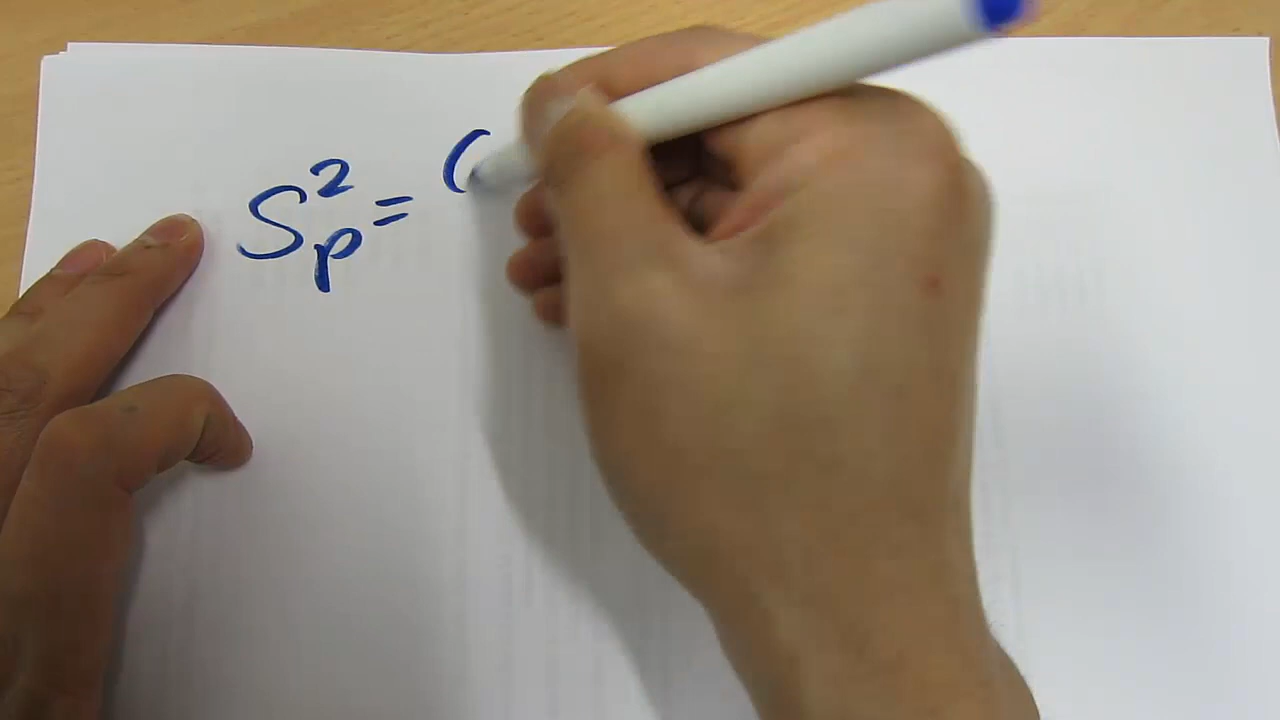 S²ₚ = (